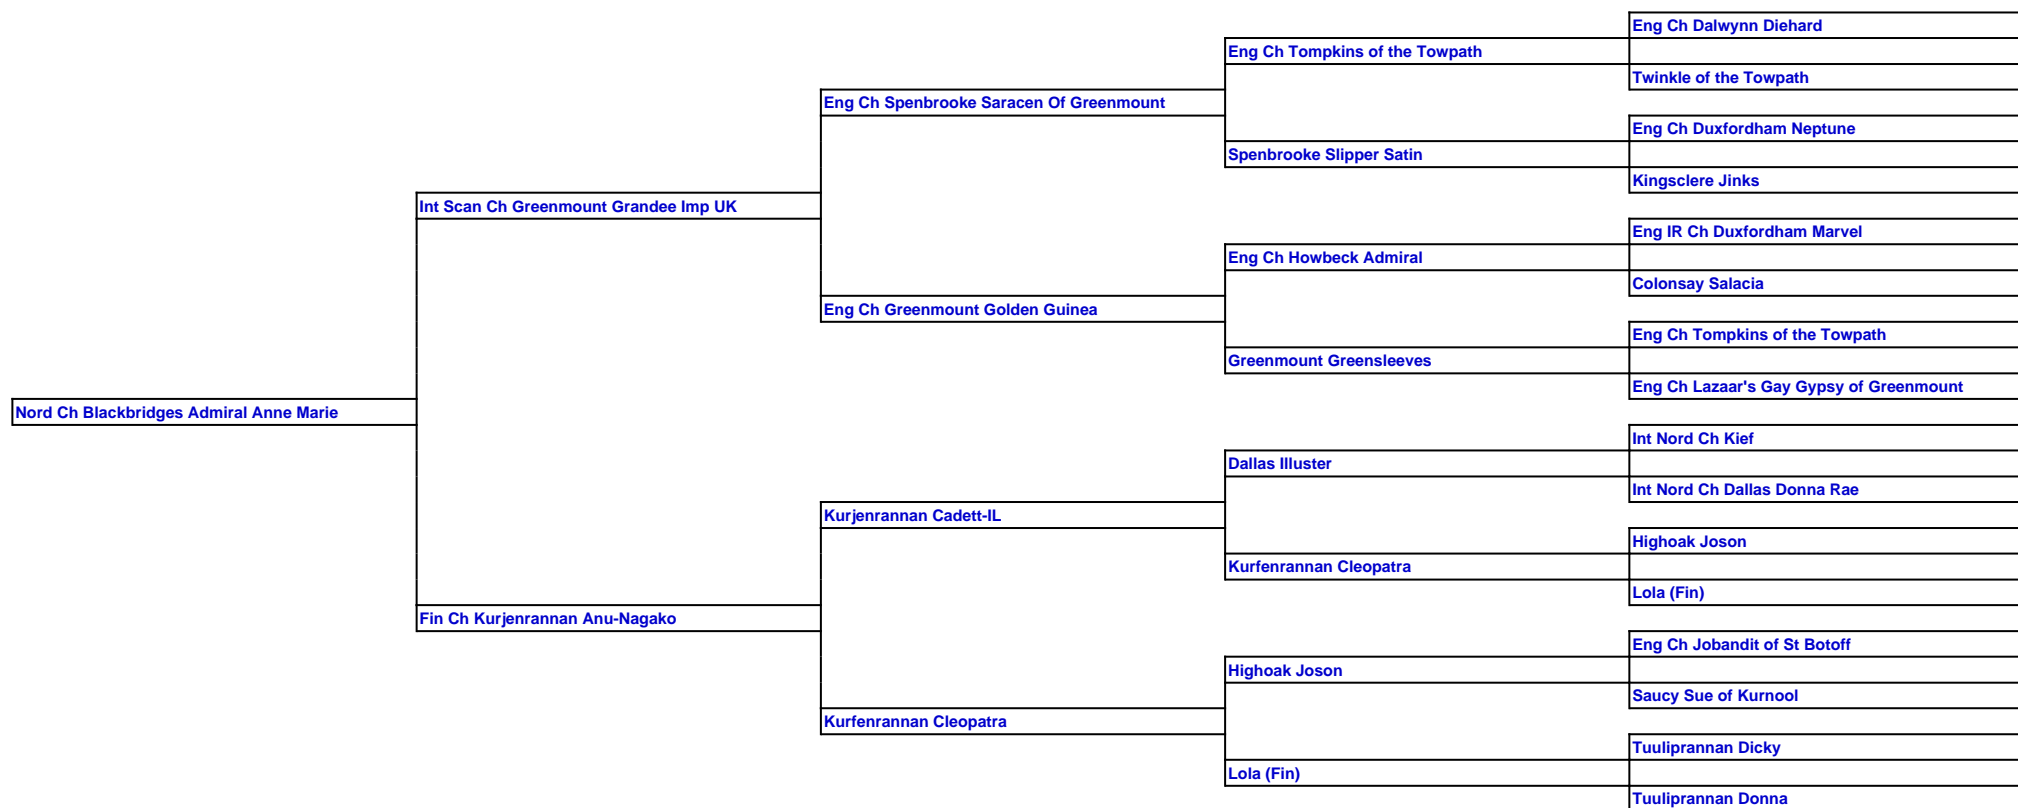 Eng Ch Dalwynn Diehard
Eng Ch Tompkins of the Towpath
Twinkle of the Towpath
Eng Ch Spenbrooke Saracen Of Greenmount
Eng Ch Duxfordham Neptune
Spenbrooke Slipper Satin
Kingsclere Jinks
Int Scan Ch Greenmount Grandee Imp UK
Eng IR Ch Duxfordham Marvel
Eng Ch Howbeck Admiral
Colonsay Salacia
Eng Ch Greenmount Golden Guinea
Eng Ch Tompkins of the Towpath
Greenmount Greensleeves
Eng Ch Lazaar's Gay Gypsy of Greenmount
Nord Ch Blackbridges Admiral Anne Marie
Int Nord Ch Kief
Dallas Illuster
Int Nord Ch Dallas Donna Rae
Kurjenrannan Cadett-IL
Highoak Joson
Kurfenrannan Cleopatra
Lola (Fin)
Fin Ch Kurjenrannan Anu-Nagako
Eng Ch Jobandit of St Botoff
Highoak Joson
Saucy Sue of Kurnool
Kurfenrannan Cleopatra
Tuuliprannan Dicky
Lola (Fin)
Tuuliprannan Donna